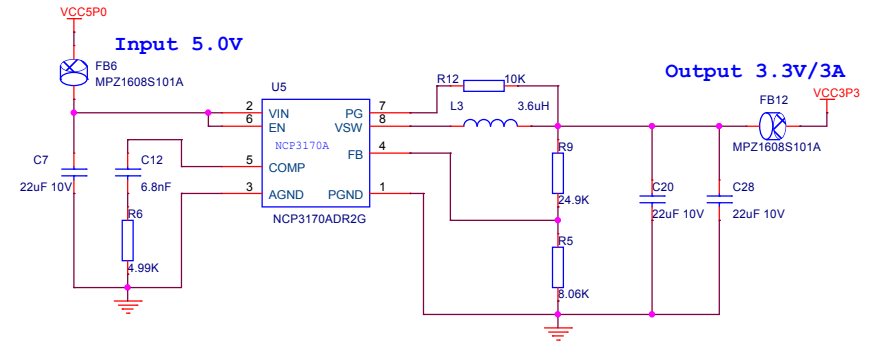 VCC5P0
Input 5.0V
FB6
MPZ1608S101A
U5
R12 10K
Output 3.3V/3A
VCC3P3
FB12
MPZ1608S101A
2 VIN PG 7
L3 3.6uH
6 EN VSW 8
NCP3170A
FB 4
R9
24.9K
C7
22uF 10V
C12
6.8nF
5 COMP
3 AGND PGND 1
NCP3170ADR2G
R6
4.99K
C20
22uF 10V
C28
22uF 10V
R5
8.06K